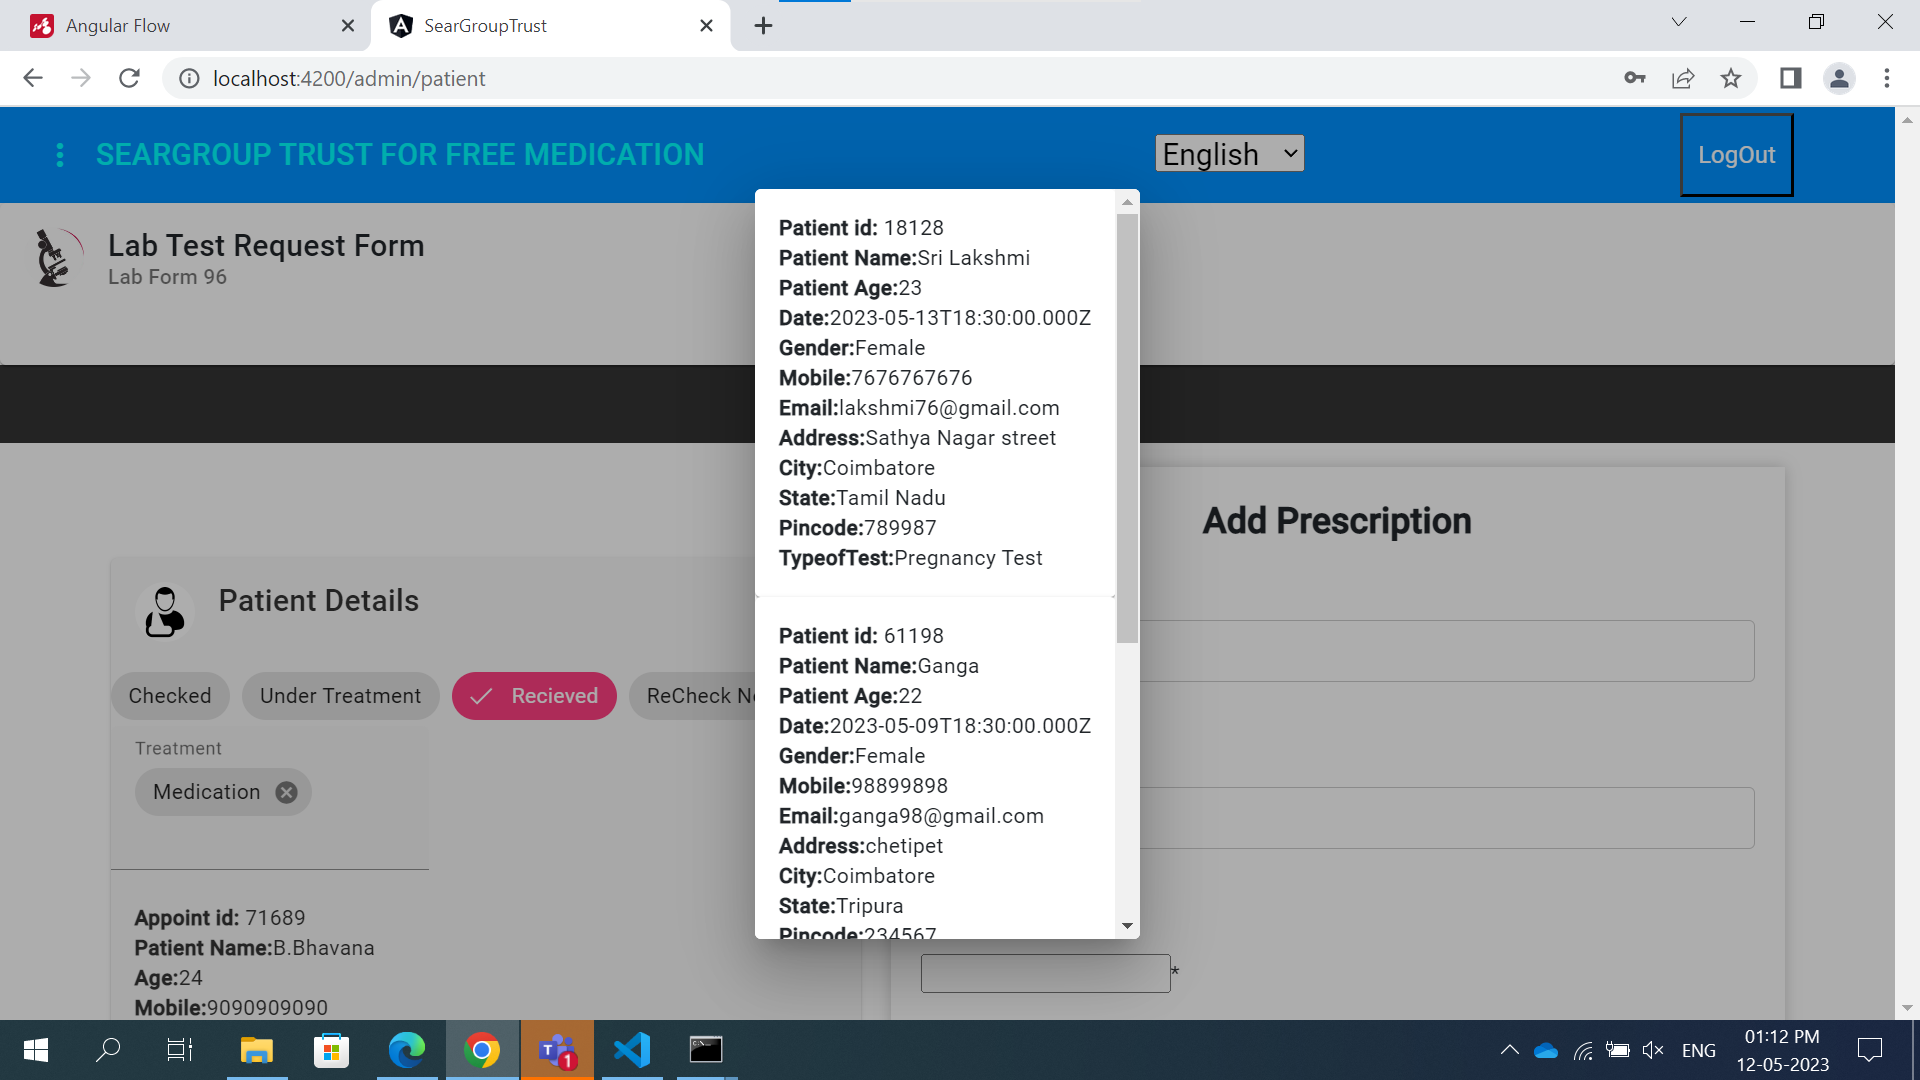 Angular Flow
SearGroupTrust
localhost:4200/admin/patient
SEARGROUP TRUST FOR FREE MEDICATION
English
LogOut
Lab Test Request Form
Lab Form 96
Patient id: 18128
Patient Name:Sri Lakshmi
Patient Age:23
Date:2023-05-13T18:30:00.000Z
Gender:Female
Mobile:7676767676
Email:lakshmi76@gmail.com
Address:Sathya Nagar street
City:Coimbatore
State:Tamil Nadu
Pincode:789987
TypeofTest:Pregnancy Test
Patient id: 61198
Patient Name:Ganga
Patient Age:22
Date:2023-05-09T18:30:00.000Z
Gender:Female
Mobile:98899898
Email:ganga98@gmail.com
Address:chetipet
City:Coimbatore
State:Tripura
Pincode:234567
Add Prescription
*
Patient Details
Checked
Under Treatment
Recieved
ReCheck
Treatment
Medication
Appoint id: 71689
Patient Name:B.Bhavana
Age:24
Mobile:9090909090
1
ENG
01:12 PM
12-05-2023